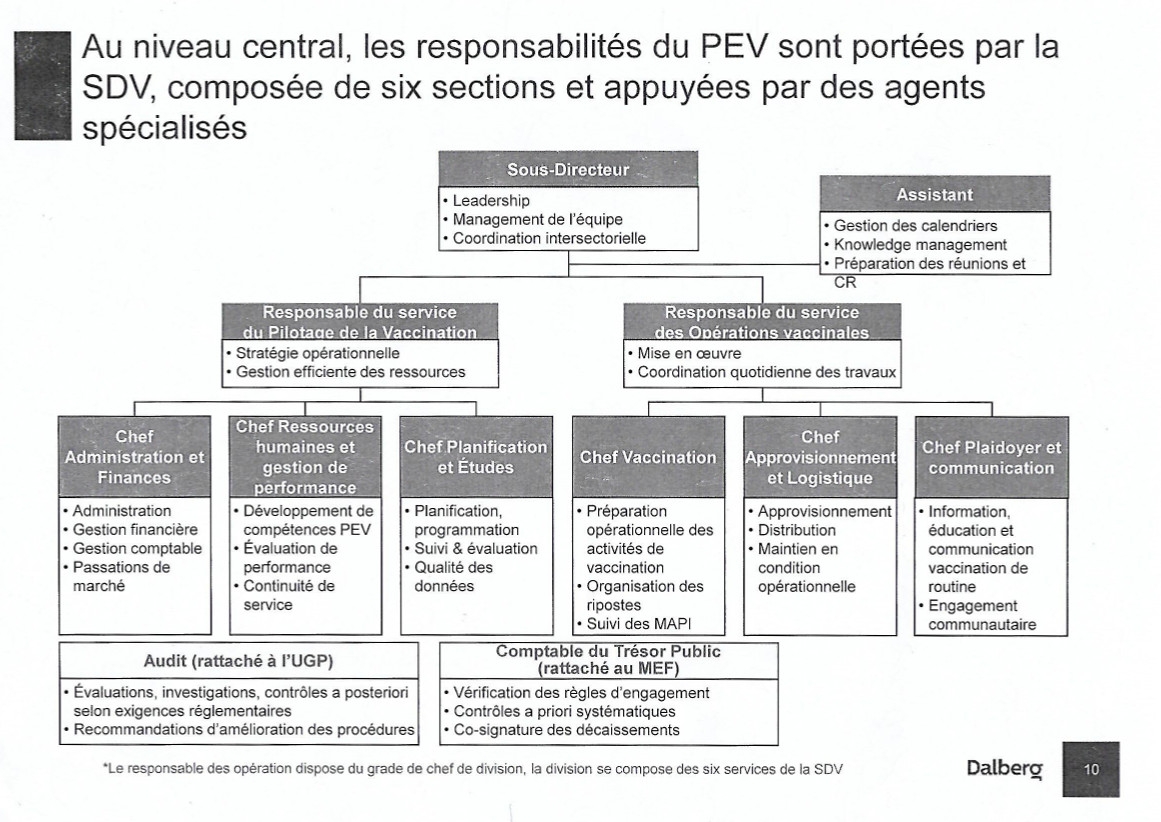 Au niveau central, les responsabilités du PEV sont portées par la
SDV, composée de six sections et appuyées par des agents
spécialisés
Sous-Directeur
• Leadership
• Management de l'équipe
• Coordination intersectorielle
Assistant
• Gestion des calendriers
• Knowledge management
• Préparation des réunions et
CR
Responsable du service
du Pilotage de la Vaccination
• Stratégie opérationnelle
• Gestion efficiente des ressources
Responsable du service
des Opérations vaccinales
• Mise en œuvre
• Coordination quotidienne des travaux
Chef
Administration et
Finances
• Administration
• Gestion financière
• Gestion comptable
• Passations de
marché
Chef Ressources
humaines et
gestion de
performance
• Développement de
compétences PEV
• Évaluation de
performance
• Continuité de
service
Chef Planification
et Études
• Planification,
programmation
• Suivi & évaluation
• Qualité des
données
Chef Vaccination
• Préparation
opérationnelle des
activités de
vaccination
• Organisation des
ripostes
• Suivi des MAPI
Chef
Approvisionnement
et Logistique
• Approvisionnement
• Distribution
• Maintien en
condition
opérationnelle
Chef Plaidoyer et
communication
• Information,
éducation et
communication
vaccination de
routine
• Engagement
communautaire
Audit (rattaché à l'UGP)
• Évaluations, investigations, contrôles a posteriori
selon exigences réglementaires
• Recommandations d'amélioration des procédures
Comptable du Trésor Public
(rattaché au MEF)
• Vérification des règles d'engagement
• Contrôles a priori systématiques
• Co-signature des décaissements
*Le responsable des opération dispose du grade de chef de division, la division se compose des six services de la SDV
Dalberg
10